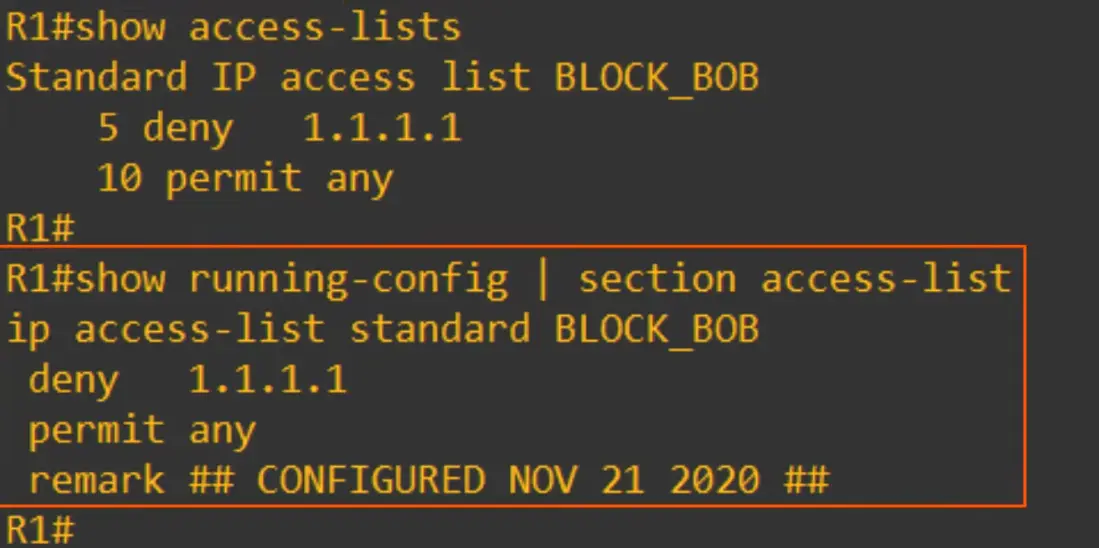 R1#show access-lists
Standard IP access list BLOCK_BOB
    5 deny   1.1.1.1
    10 permit any
R1#
R1#show running-config | section access-list
ip access-list standard BLOCK_BOB
 deny   1.1.1.1
 permit any
 remark ## CONFIGURED NOV 21 2020 ##
R1#